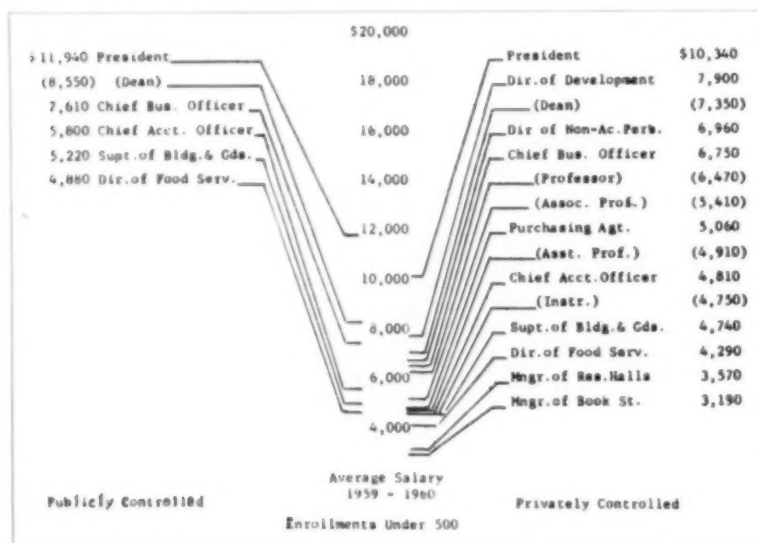 $20,000
$11,940 President
(8,550) (Dean)
7,610 Chief Bus. Officer
5,800 Chief Acct. Officer
5,220 Supt.of Bldg.& Gds.
4,880 Dir.of Food Serv.
18,000
16,000
14,000
12,000
10,000
8,000
6,000
4,000
President $10,340
Dir.of Development 7,900
(Dean) (7,350)
Dir of Non-Ac.Pers. 6,960
Chief Bus. Officer 6,750
(Professor) (6,470)
(Assoc. Prof.) (5,410)
Purchasing Agt. 5,060
(Asst. Prof.) (4,910)
Chief Acct.Officer 4,810
(Instr.) (4,750)
Supt.of Bldg.& Gds. 4,740
Dir.of Food Serv. 4,290
Mngr.of Res.Halls 3,570
Mngr.of Book St. 3,190
Average Salary
1959 - 1960
Publicly Controlled
Privately Controlled
Enrollments Under 500